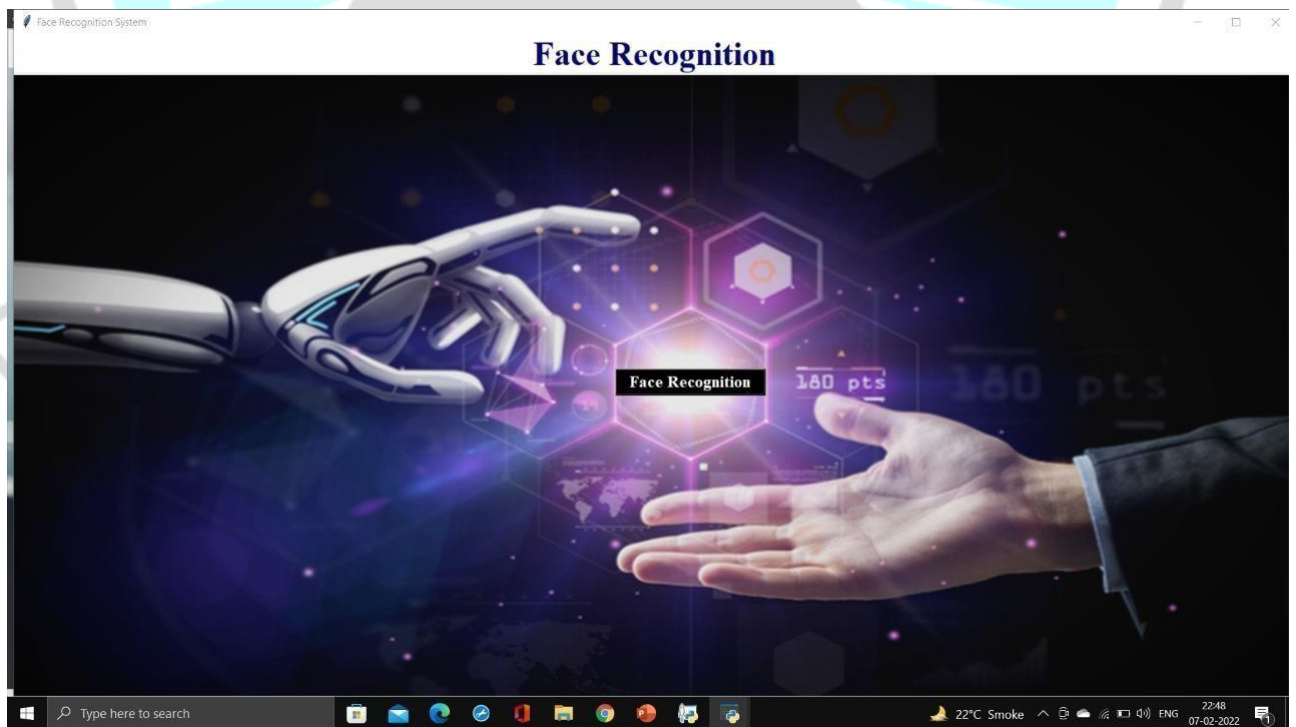 Face Recognition System
Face Recognition
Face Recognition
180 pts
180 pts
Type here to search
22°C Smoke
ENG
22:48
07-02-2022
1